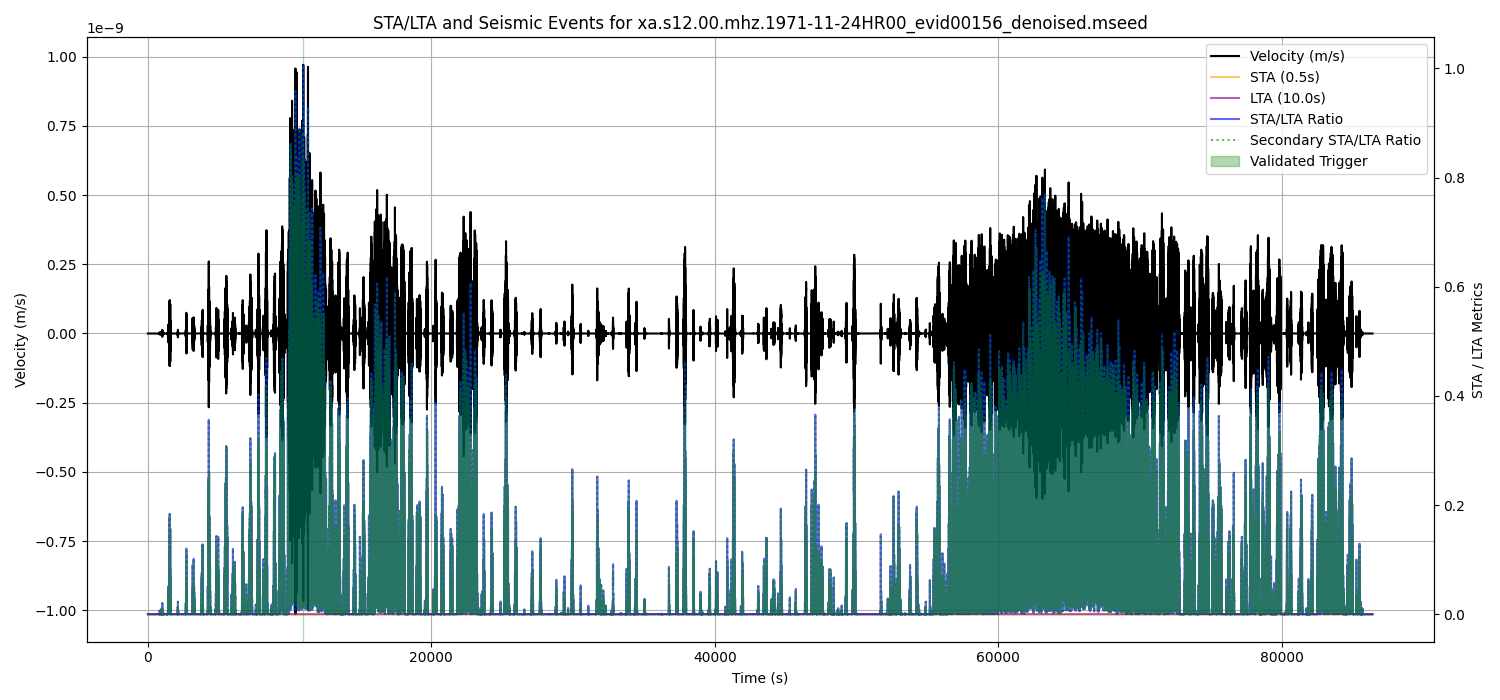 STA/LTA and Seismic Events for xa.s12.00.mhz.1971-11-24HR00_evid00156_denoised.mseed
1e−9
Velocity (m/s)
STA (0.5s)
LTA (10.0s)
STA/LTA Ratio
Secondary STA/LTA Ratio
Validated Trigger
1.00
0.75
0.50
0.25
0.00
−0.25
−0.50
−0.75
−1.00
Velocity (m/s)
1.0
0.8
0.6
0.4
0.2
0.0
STA / LTA Metrics
0
20000
40000
60000
80000
Time (s)